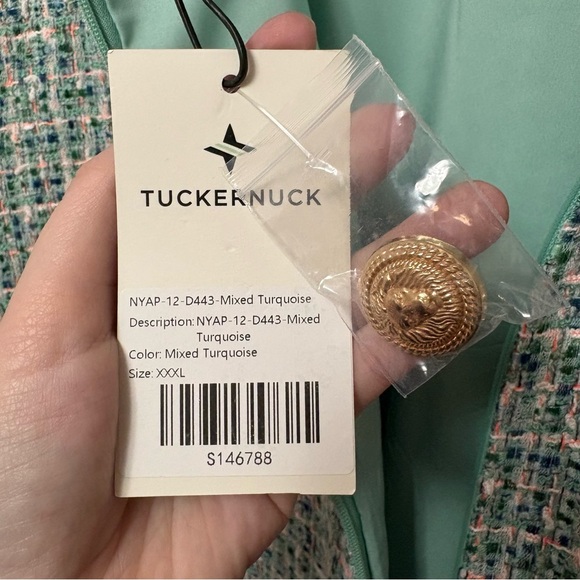 TUCKERNUCK
NYAP-12-D443-Mixed Turquoise
Description: NYAP-12-D443-Mixed
Turquoise
Color: Mixed Turquoise
Size: XXXL
S146788